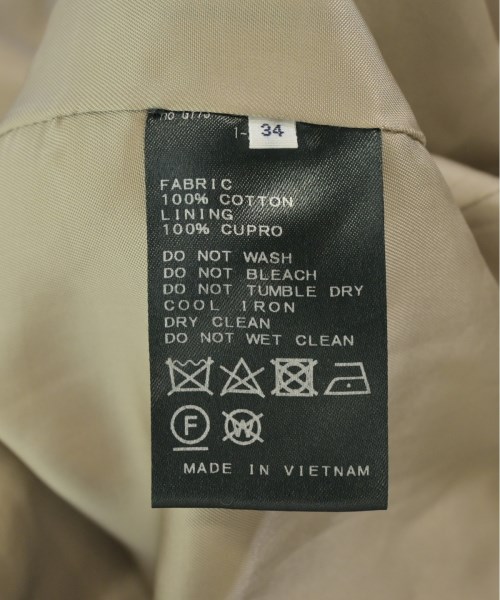 34
FABRIC
100% COTTON
LINING
100% CUPRO
DO NOT WASH
DO NOT BLEACH
DO NOT TUMBLE DRY
COOL IRON
DRY CLEAN
DO NOT WET CLEAN
F W
MADE IN VIETNAM